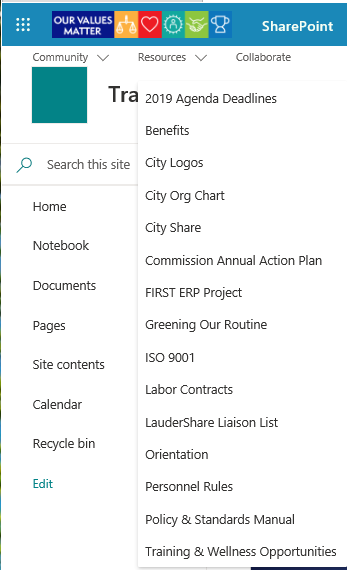 OUR VALUES
MATTER
SharePoint
Community
Resources
Collaborate
Tra
Search this site
Home
Notebook
Documents
Pages
Site contents
Calendar
Recycle bin
Edit
2019 Agenda Deadlines
Benefits
City Logos
City Org Chart
City Share
Commission Annual Action Plan
FIRST ERP Project
Greening Our Routine
ISO 9001
Labor Contracts
LauderShare Liaison List
Orientation
Personnel Rules
Policy & Standards Manual
Training & Wellness Opportunities